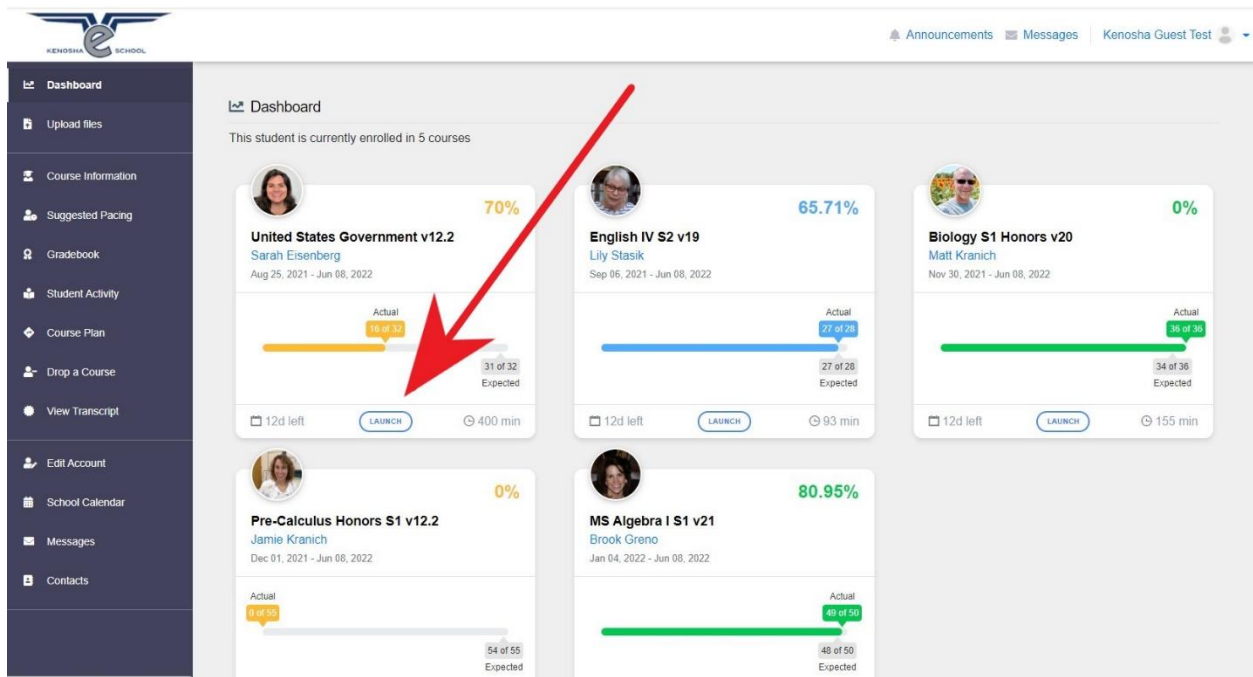 KENOSHA e SCHOOL
Announcements Messages Kenosha Guest Test
Dashboard
Upload files
Course Information
Suggested Pacing
Gradebook
Student Activity
Course Plan
Drop a Course
View Transcript
Edit Account
School Calendar
Messages
Contacts
Dashboard
This student is currently enrolled in 5 courses
70%
United States Government v12.2
Sarah Eisenberg
Aug 25, 2021 - Jun 08, 2022
Actual
16 of 32
31 of 32
Expected
12d left LAUNCH 400 min
65.71%
English IV S2 v19
Lily Stasik
Sep 06, 2021 - Jun 08, 2022
Actual
27 of 28
27 of 28
Expected
12d left LAUNCH 93 min
0%
Biology S1 Honors v20
Matt Kranich
Nov 30, 2021 - Jun 08, 2022
Actual
36 of 36
34 of 36
Expected
12d left LAUNCH 155 min
0%
Pre-Calculus Honors S1 v12.2
Jamie Kranich
Dec 01, 2021 - Jun 08, 2022
Actual
0 of 55
54 of 55
Expected
80.95%
MS Algebra I S1 v21
Brook Greno
Jan 04, 2022 - Jun 08, 2022
Actual
49 of 50
48 of 50
Expected